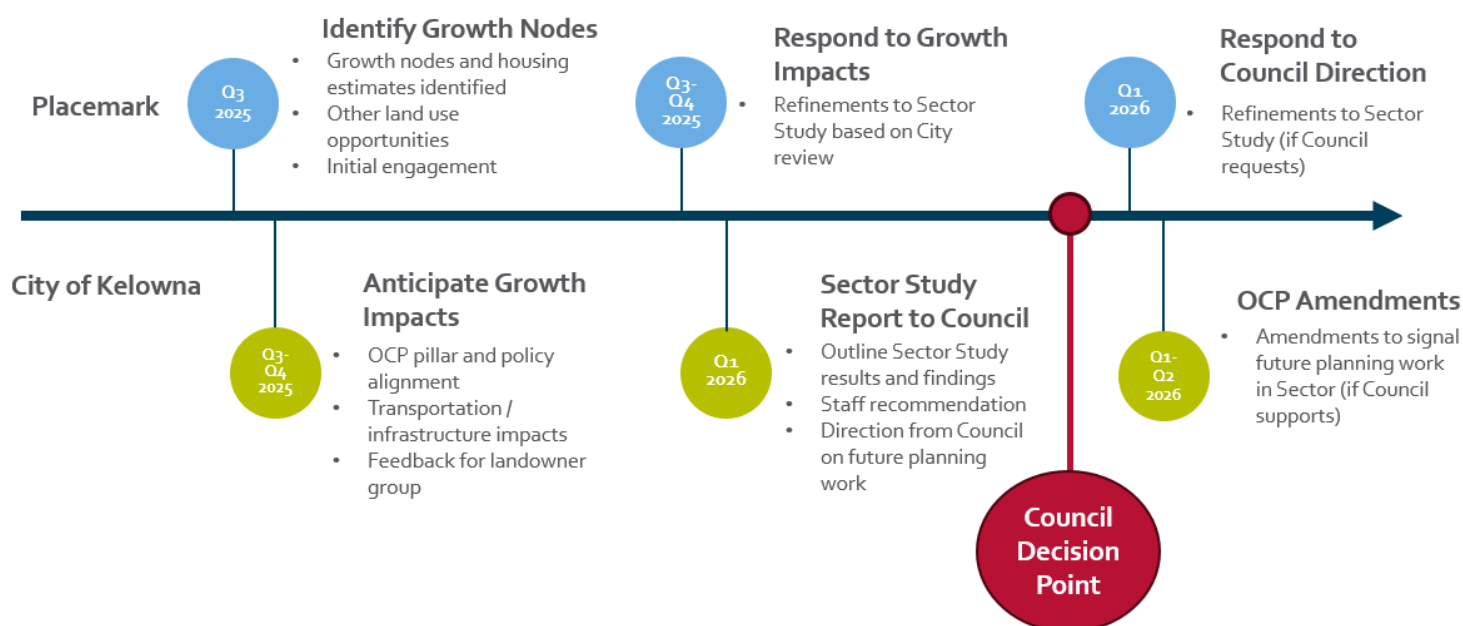 Placemark
Q3
2025
Identify Growth Nodes
• Growth nodes and housing
estimates identified
• Other land use
opportunities
• Initial engagement
Q3-
Q4
2025
Respond to Growth
Impacts
• Refinements to Sector
Study based on City
review
Q1
2026
Respond to
Council Direction
• Refinements to Sector
Study (if Council
requests)
City of Kelowna
Q3-
Q4
2025
Anticipate Growth
Impacts
• OCP pillar and policy
alignment
• Transportation /
infrastructure impacts
• Feedback for landowner
group
Q1
2026
Sector Study
Report to Council
• Outline Sector Study
results and findings
• Staff recommendation
• Direction from Council
on future planning
work
Council
Decision
Point
Q1-
Q2
2026
OCP Amendments
• Amendments to signal
future planning work
in Sector (if Council
supports)